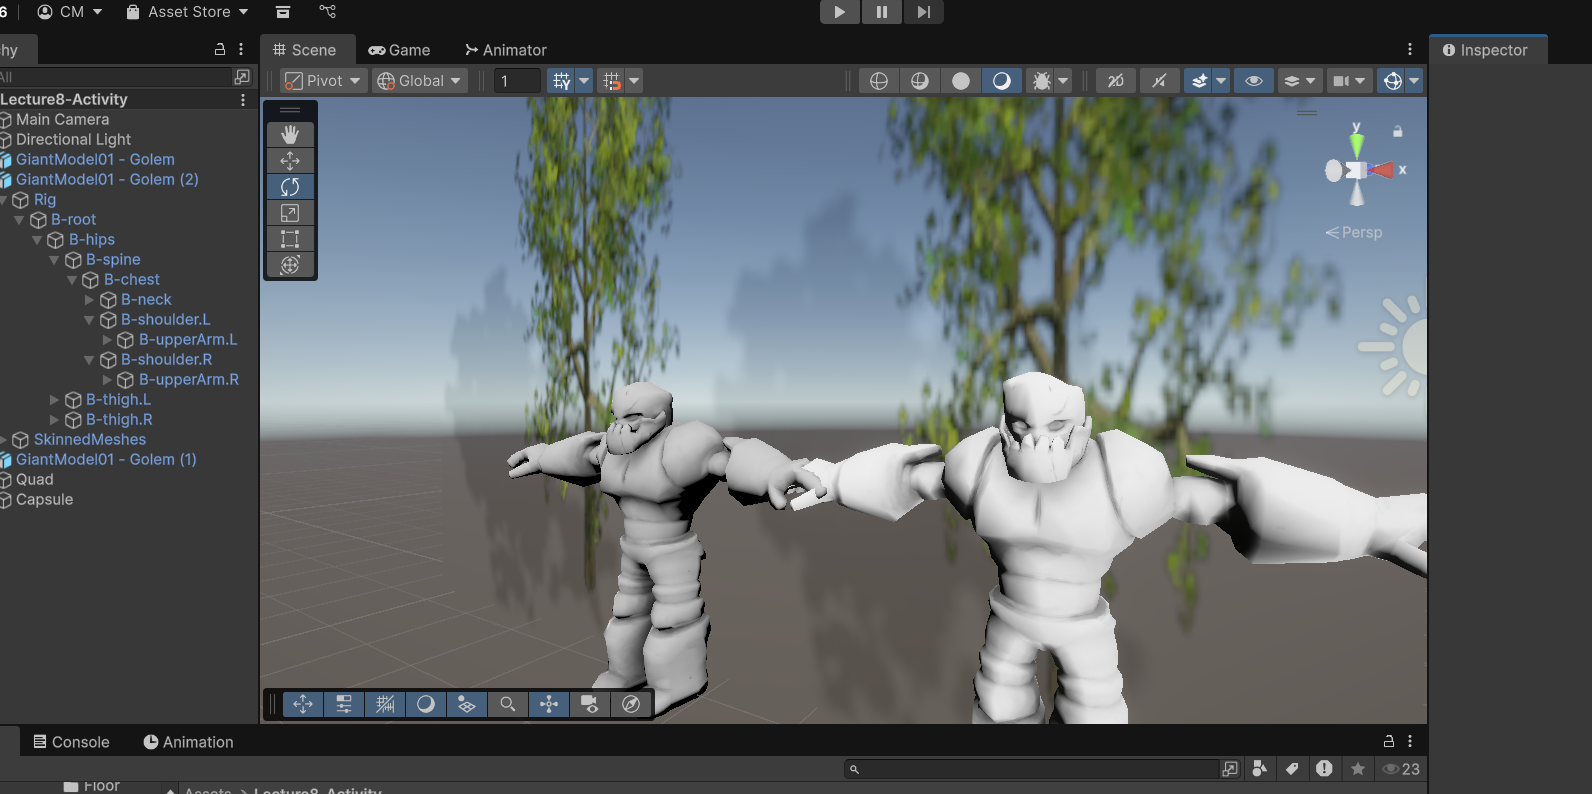 6 CM Asset Store
hy
Scene Game Animator
Inspector
All
Pivot Global 1
2D
Lecture8-Activity
Main Camera
Directional Light
GiantModel01 - Golem
GiantModel01 - Golem (2)
Rig
B-root
B-hips
B-spine
B-chest
B-neck
B-shoulder.L
B-upperArm.L
B-shoulder.R
B-upperArm.R
B-thigh.L
B-thigh.R
SkinnedMeshes
GiantModel01 - Golem (1)
Quad
Capsule
y
x
Persp
Console Animation
23
Floor
Assets > Lecture8_Activity